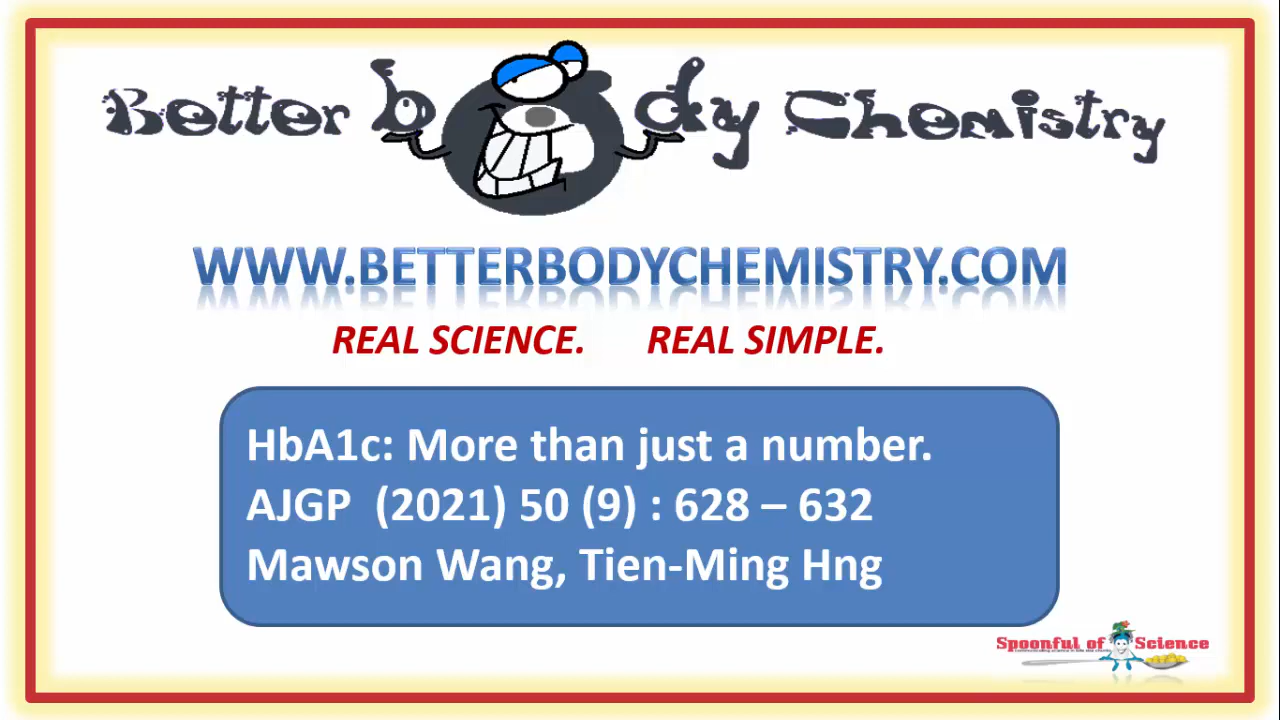 Better body Chemistry
WWW.BETTERBODYCHEMISTRY.COM
REAL SCIENCE. REAL SIMPLE.
HbA1c: More than just a number.
AJGP (2021) 50 (9) : 628 – 632
Mawson Wang, Tien-Ming Hng
Spoonful of Science